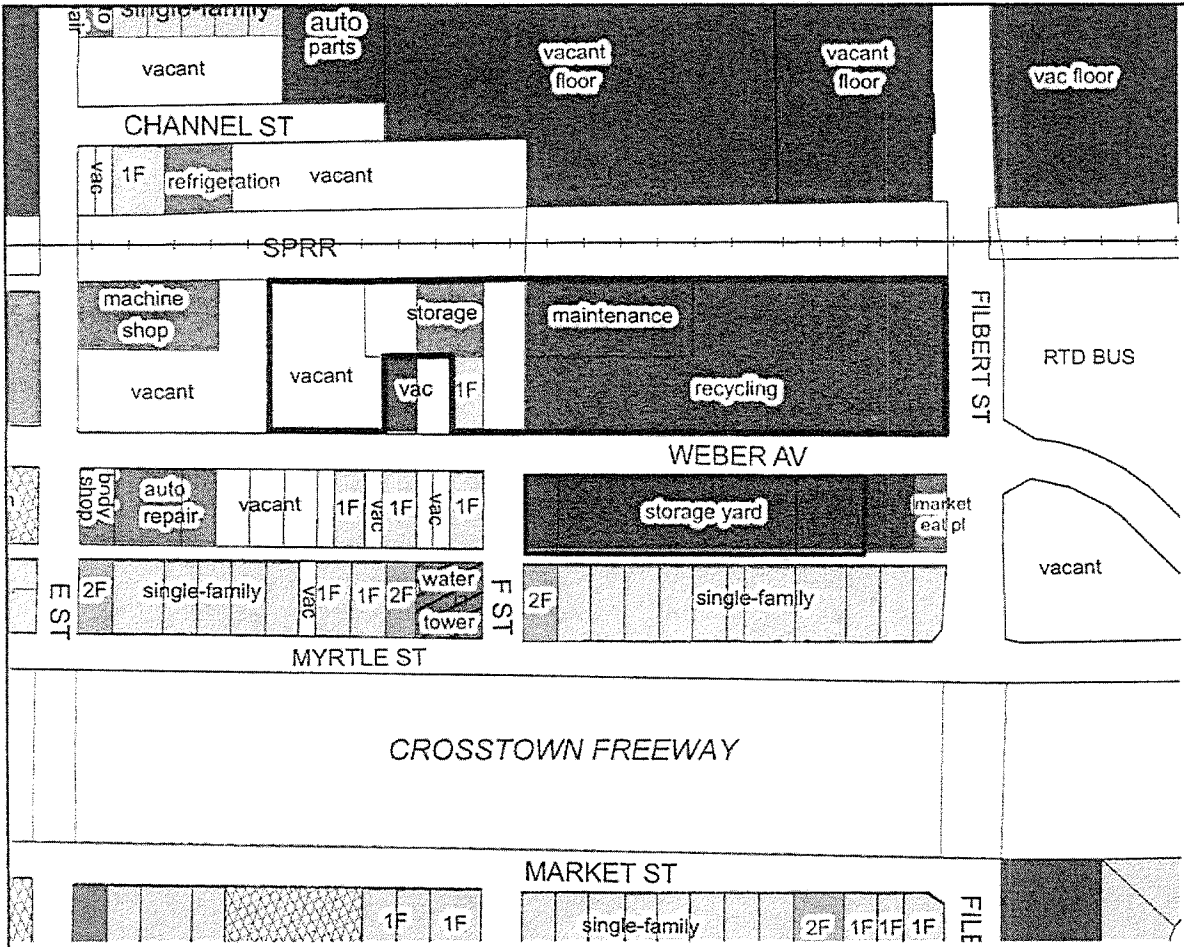 single-family
auto
parts
vacant
vacant
floor
vacant
floor
vac floor
CHANNEL ST
vac
1F
refrigeration
vacant
SPRR
machine
shop
vacant
vacant
storage
vac
1F
maintenance
recycling
FILBERT ST
RTD BUS
WEBER AV
body
shop
auto
repair
vacant
1F
vac
1F
vac
1F
storage yard
market
eat pl
vacant
E ST
2F
single-family
vac
1F
1F
2F
water
tower
F ST
2F
single-family
MYRTLE ST
CROSSTOWN FREEWAY
MARKET ST
1F
1F
single-family
2F
1F
1F
1F